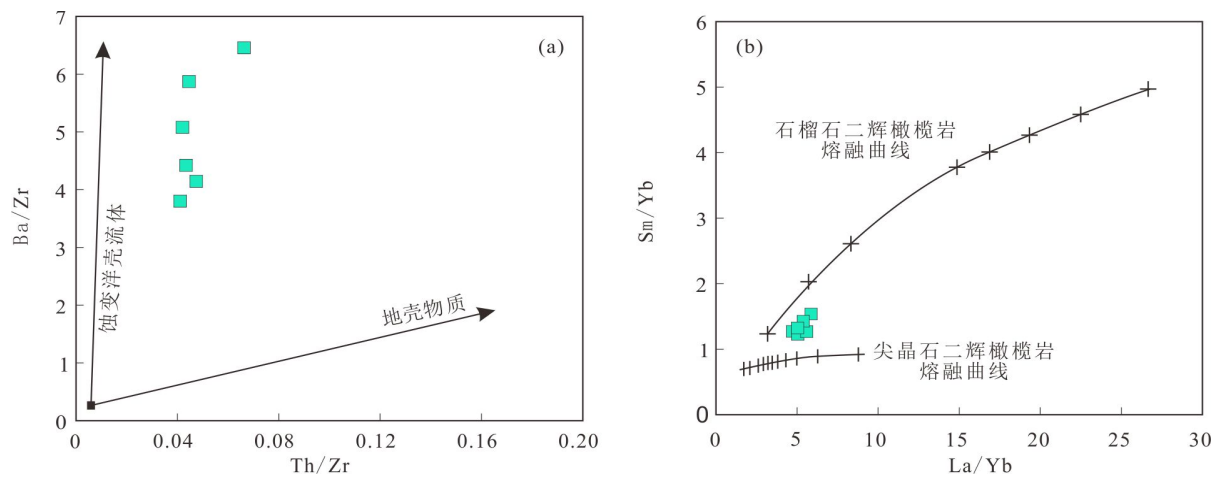 (a)
Ba/Zr
7
6
5
4
3
2
1
0
蚀变洋壳流体
地壳物质
0
0.04
0.08
0.12
0.16
0.20
Th/Zr
(b)
Sm/Yb
6
5
4
3
2
1
0
石榴石二辉橄榄岩
熔融曲线
尖晶石二辉橄榄岩
熔融曲线
0
5
10
15
20
25
30
La/Yb